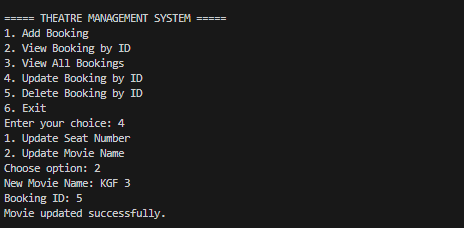 ===== THEATRE MANAGEMENT SYSTEM =====
1. Add Booking
2. View Booking by ID
3. View All Bookings
4. Update Booking by ID
5. Delete Booking by ID
6. Exit
Enter your choice: 4
1. Update Seat Number
2. Update Movie Name
Choose option: 2
New Movie Name: KGF 3
Booking ID: 5
Movie updated successfully.